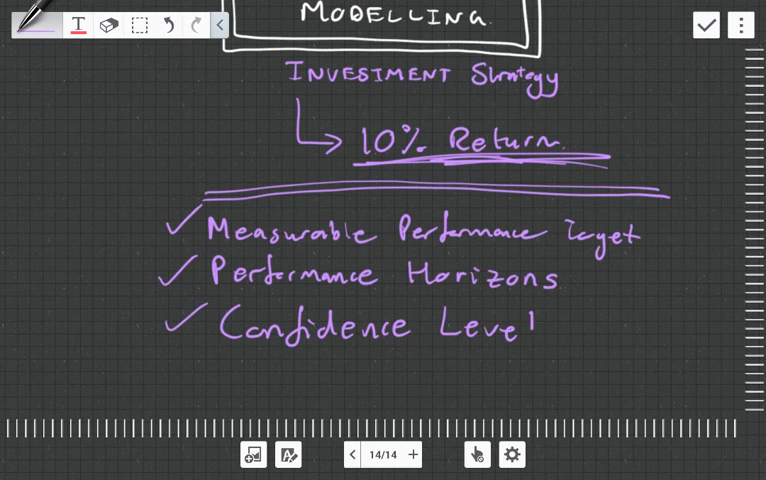 MODELLING.
INVESTMENT Strategy
10% Return.
Measurable Performance Target
Performance Horizons
Confidence Level
T
14/14